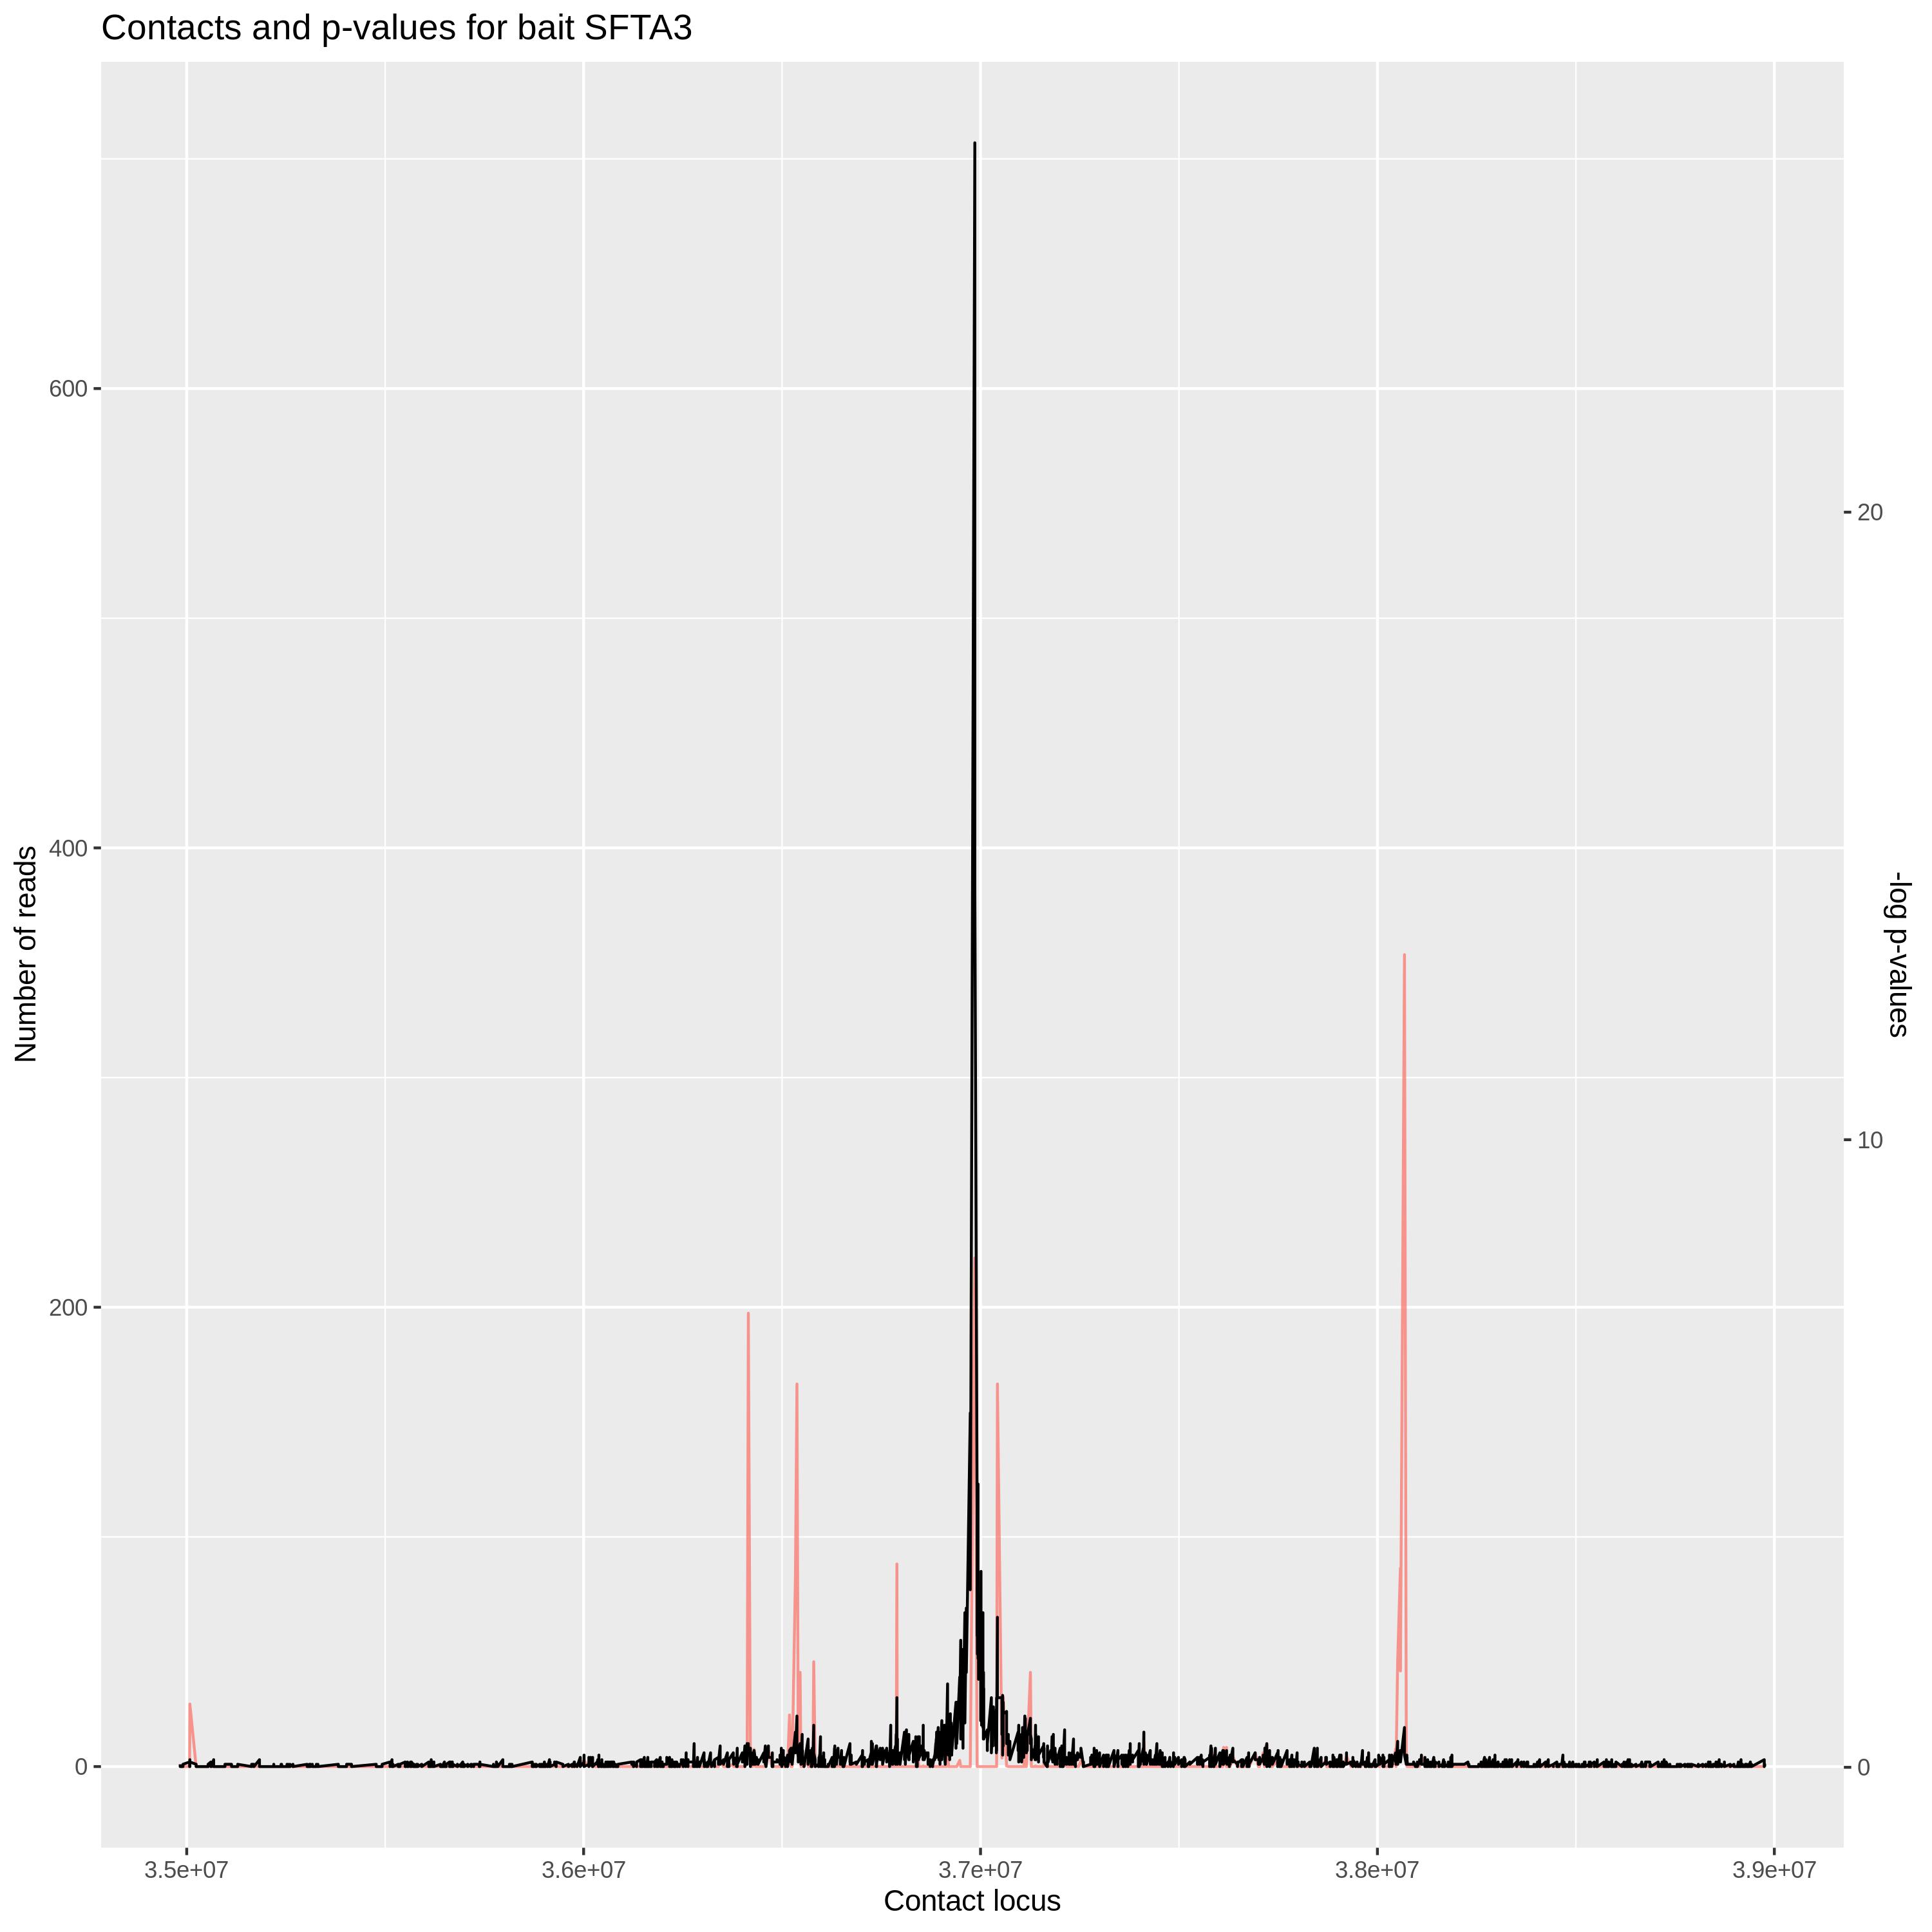 Contacts and p-values for bait SFTA3
600
400
200
0
Number of reads
20
10
0
-log p-values
3.5e+07 3.6e+07 3.7e+07 3.8e+07 3.9e+07
Contact locus